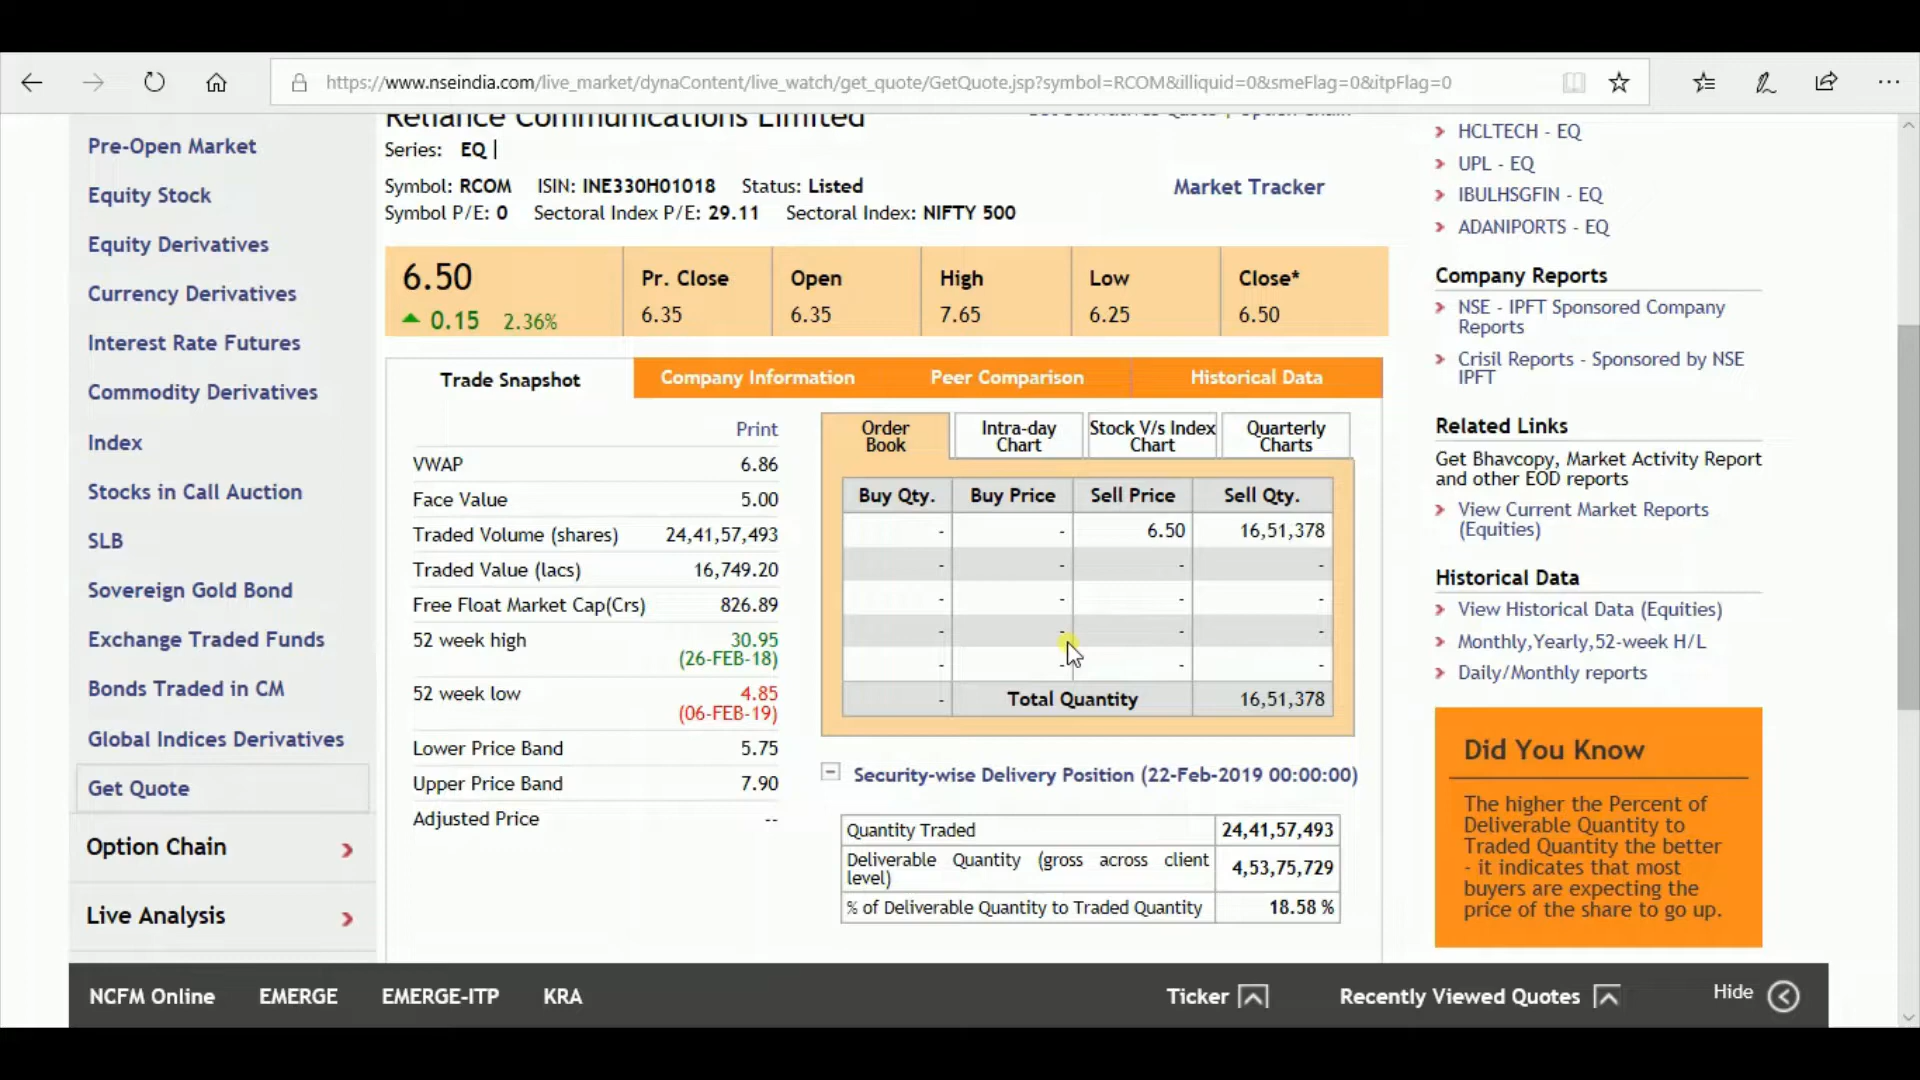 https://www.nseindia.com/live_market/dynaContent/live_watch/get_quote/GetQuote.jsp?symbol=RCOM&illiquid=0&smeFlag=0&itpFlag=0
Pre-Open Market
Equity Stock
Equity Derivatives
Currency Derivatives
Interest Rate Futures
Commodity Derivatives
Index
Stocks in Call Auction
SLB
Sovereign Gold Bond
Exchange Traded Funds
Bonds Traded in CM
Global Indices Derivatives
Get Quote
Option Chain
Live Analysis
Reliance Communications Limited
Series: EQ |
Symbol: RCOM ISIN: INE330H01018 Status: Listed
Symbol P/E: 0 Sectoral Index P/E: 29.11 Sectoral Index: NIFTY 500
Market Tracker
6.50
0.15 2.36%
Pr. Close Open High Low Close*
6.35 6.35 7.65 6.25 6.50
Trade Snapshot Company Information Peer Comparison Historical Data
Print
VWAP 6.86
Face Value 5.00
Traded Volume (shares) 24,41,57,493
Traded Value (lacs) 16,749.20
Free Float Market Cap(Crs) 826.89
52 week high 30.95
(26-FEB-18)
52 week low 4.85
(06-FEB-19)
Lower Price Band 5.75
Upper Price Band 7.90
Adjusted Price --
Order
Book
Intra-day
Chart
Stock V/s Index
Chart
Quarterly
Charts
Buy Qty. Buy Price Sell Price Sell Qty.
- - 6.50 16,51,378
- - - -
- - - -
- - - -
- - - -
- Total Quantity 16,51,378
Security-wise Delivery Position (22-Feb-2019 00:00:00)
Quantity Traded 24,41,57,493
Deliverable Quantity (gross across client
level) 4,53,75,729
% of Deliverable Quantity to Traded Quantity 18.58 %
HCLTECH - EQ
UPL - EQ
IBULHSGFIN - EQ
ADANIPORTS - EQ
Company Reports
NSE - IPFT Sponsored Company
Reports
Crisil Reports - Sponsored by NSE
IPFT
Related Links
Get Bhavcopy, Market Activity Report
and other EOD reports
View Current Market Reports
(Equities)
Historical Data
View Historical Data (Equities)
Monthly,Yearly,52-week H/L
Daily/Monthly reports
Did You Know
The higher the Percent of
Deliverable Quantity to
Traded Quantity the better
- it indicates that most
buyers are expecting the
price of the share to go up.
NCFM Online EMERGE EMERGE-ITP KRA Ticker Recently Viewed Quotes Hide